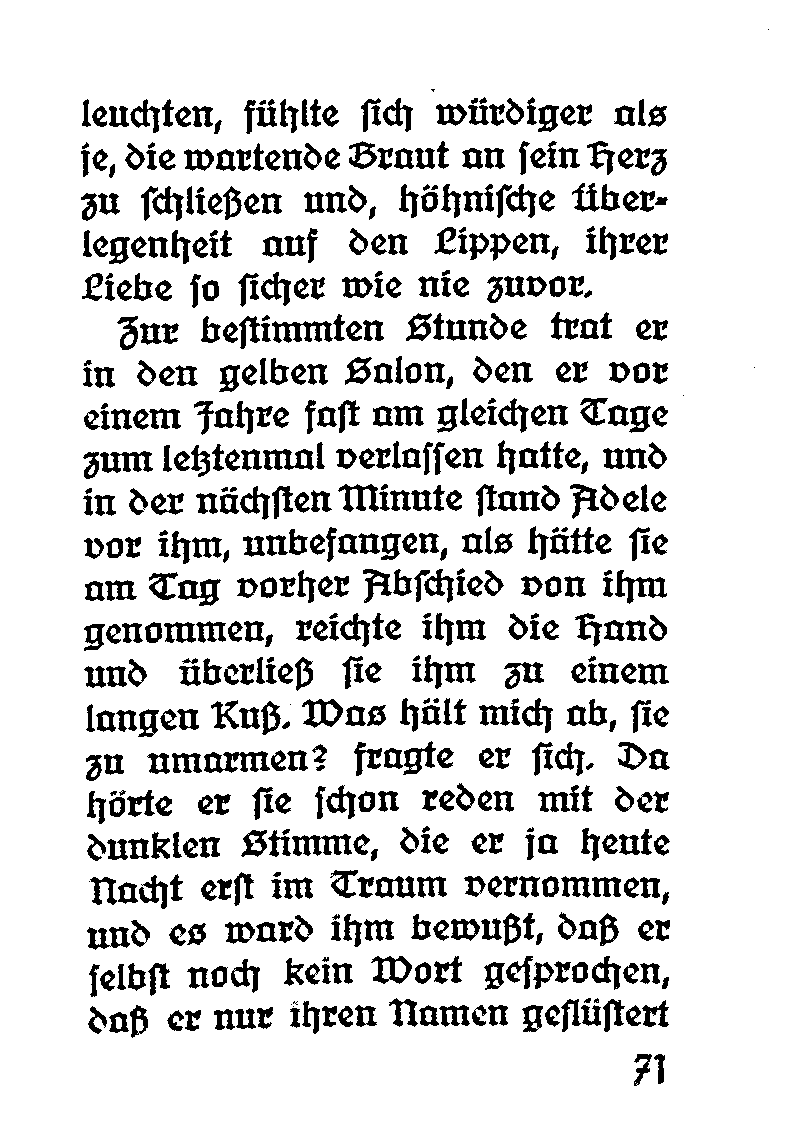 leuchten, fühlte sich würdiger als
je, die wartende Braut an sein Herz
zu schließen und, höhnische Über-
legenheit auf den Lippen, ihrer
Liebe so sicher wie nie zuvor.
Zur bestimmten Stunde trat er
in den gelben Salon, den er vor
einem Jahre fast am gleichen Tage
zum letztenmal verlassen hatte, und
in der nächsten Minute stand Adele
vor ihm, unbefangen, als hätte sie
am Tag vorher Abschied von ihm
genommen, reichte ihm die Hand
und überließ sie ihm zu einem
langen Kuß. Was hält mich ab, sie
zu umarmen? fragte er sich. Da
hörte er sie schon reden mit der
dunklen Stimme, die er ja heute
Nacht erst im Traum vernommen,
und es ward ihm bewußt, daß er
selbst noch kein Wort gesprochen,
daß er nur ihren Namen geflüstert
71